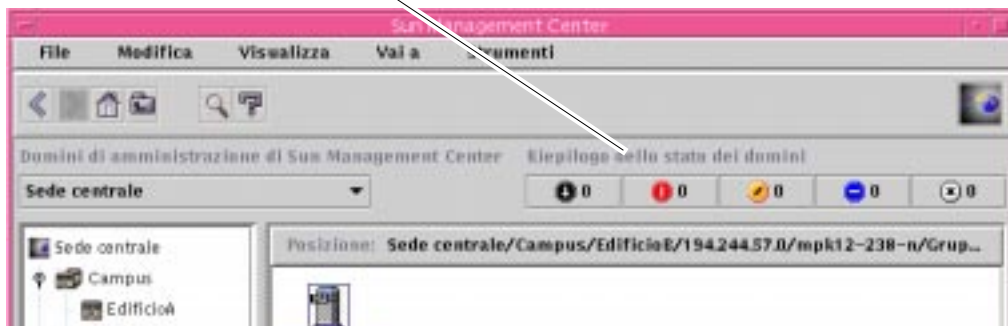 Sun Management Center
File Modifica Visualizza Vai a Strumenti
Domini di amministrazione di Sun Management Center Riepilogo nello stato dei domini
Sede centrale 0 0 0 0 0
Sede centrale Posizione: Sede centrale/Campus/EdificioB/194.244.57.0/mpk12-238-n/Grup...
Campus
EdificioA